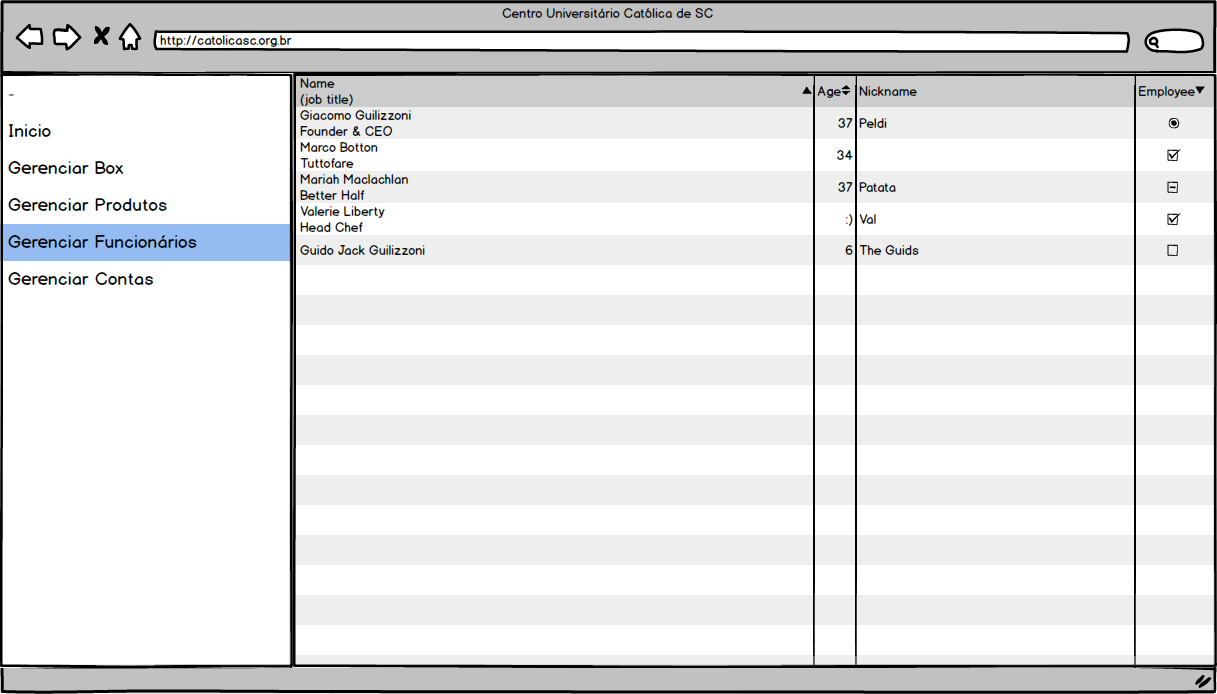 Centro Universitário Católica de SC
http://catolicasc.org.br
-
Inicio
Gerenciar Box
Gerenciar Produtos
Gerenciar Funcionários
Gerenciar Contas
Name
(job title)
Age
Nickname
Employee
Giacomo Guilizzoni
Founder & CEO
37
Peldi
Marco Botton
Tuttofare
34
Mariah Maclachlan
Better Half
37
Patata
Valerie Liberty
Head Chef
:)
Val
Guido Jack Guilizzoni
6
The Guids